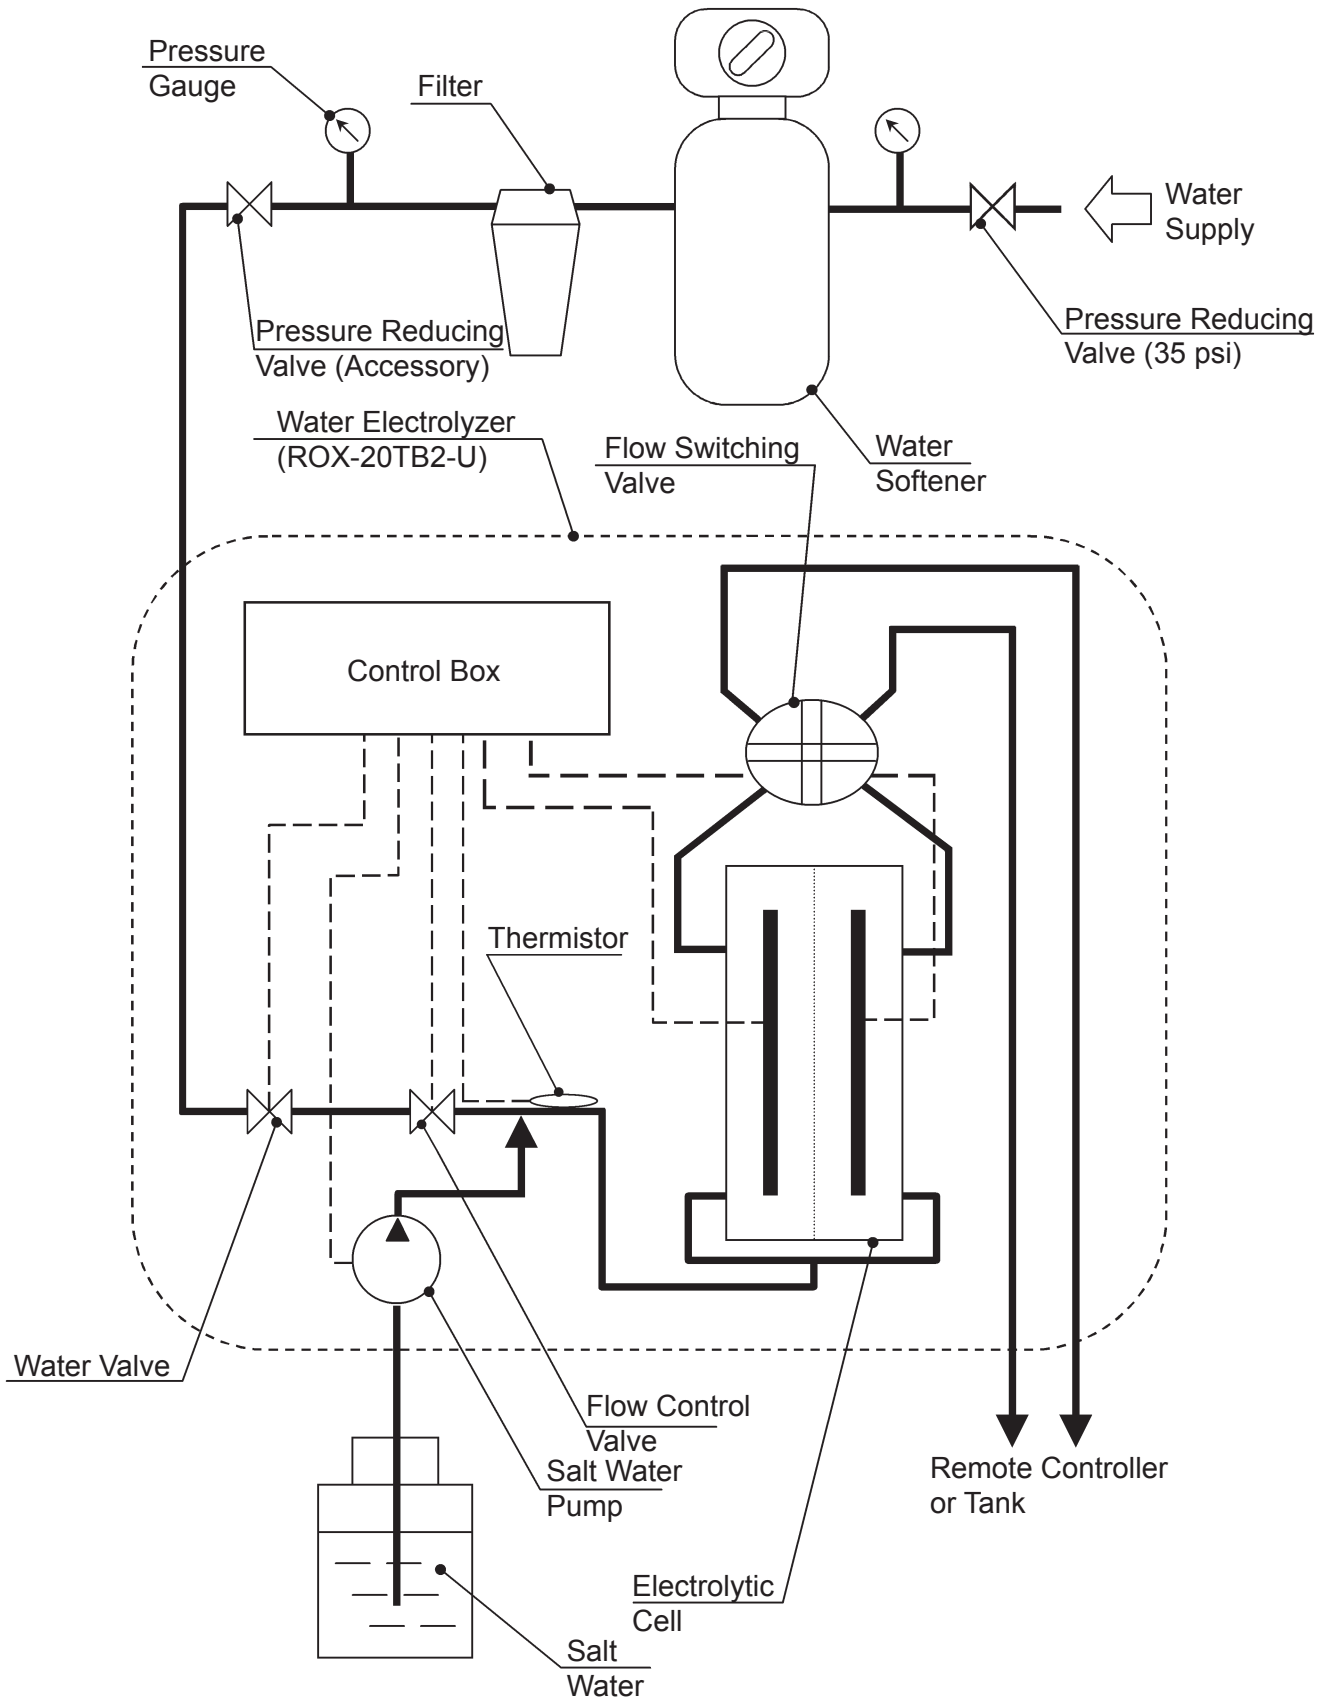 Pressure
Gauge
Filter
Water
Supply
Pressure Reducing
Valve (Accessory)
Pressure Reducing
Valve (35 psi)
Water Electrolyzer
(ROX-20TB2-U)
Flow Switching
Valve
Water
Softener
Control Box
Thermistor
Water Valve
Flow Control
Valve
Salt Water
Pump
Remote Controller
or Tank
Electrolytic
Cell
Salt
Water